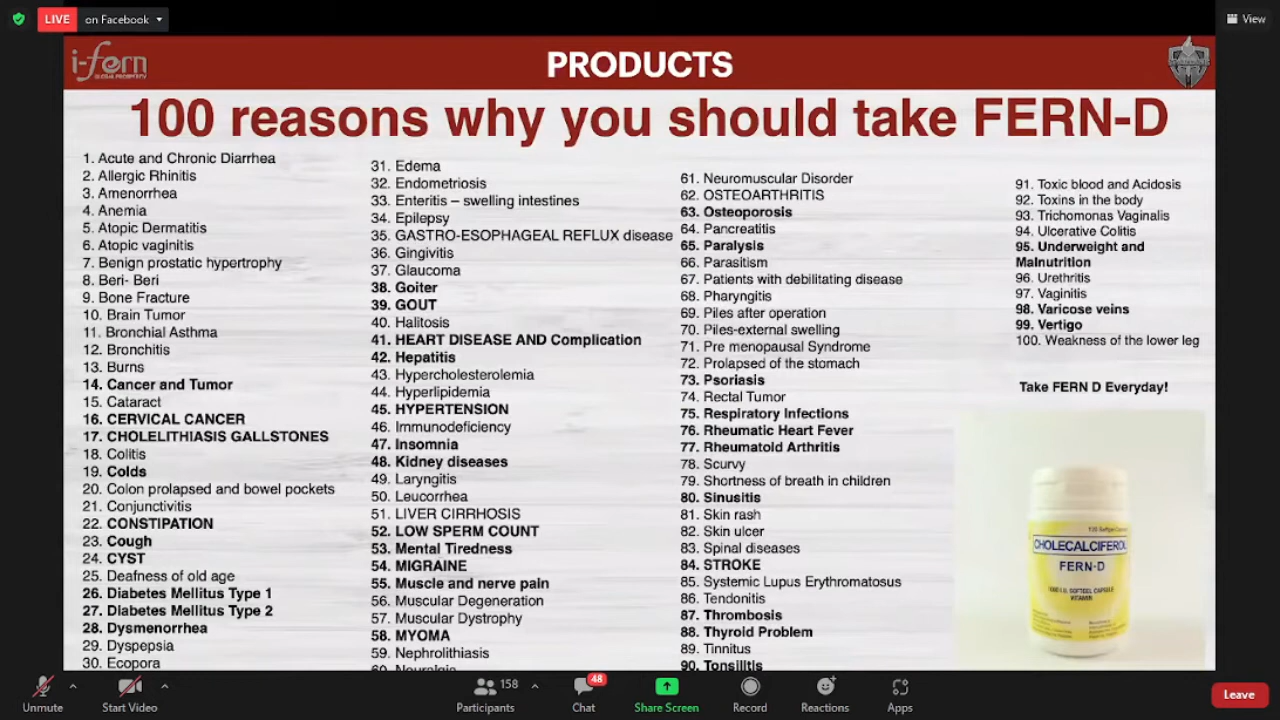 LIVE
on Facebook
View
i-fern
PRODUCTS
100 reasons why you should take FERN-D
1. Acute and Chronic Diarrhea
2. Allergic Rhinitis
3. Amenorrhea
4. Anemia
5. Atopic Dermatitis
6. Atopic vaginitis
7. Benign prostatic hypertrophy
8. Beri- Beri
9. Bone Fracture
10. Brain Tumor
11. Bronchial Asthma
12. Bronchitis
13. Burns
14. Cancer and Tumor
15. Cataract
16. CERVICAL CANCER
17. CHOLELITHIASIS GALLSTONES
18. Colitis
19. Colds
20. Colon prolapsed and bowel pockets
21. Conjunctivitis
22. CONSTIPATION
23. Cough
24. CYST
25. Deafness of old age
26. Diabetes Mellitus Type 1
27. Diabetes Mellitus Type 2
28. Dysmenorrhea
29. Dyspepsia
30. Ecopora
31. Edema
32. Endometriosis
33. Enteritis – swelling intestines
34. Epilepsy
35. GASTRO-ESOPHAGEAL REFLUX disease
36. Gingivitis
37. Glaucoma
38. Goiter
39. GOUT
40. Halitosis
41. HEART DISEASE AND Complication
42. Hepatitis
43. Hypercholesterolemia
44. Hyperlipidemia
45. HYPERTENSION
46. Immunodeficiency
47. Insomnia
48. Kidney diseases
49. Laryngitis
50. Leucorrhea
51. LIVER CIRRHOSIS
52. LOW SPERM COUNT
53. Mental Tiredness
54. MIGRAINE
55. Muscle and nerve pain
56. Muscular Degeneration
57. Muscular Dystrophy
58. MYOMA
59. Nephrolithiasis
60. Neuralgia
61. Neuromuscular Disorder
62. OSTEOARTHRITIS
63. Osteoporosis
64. Pancreatitis
65. Paralysis
66. Parasitism
67. Patients with debilitating disease
68. Pharyngitis
69. Piles after operation
70. Piles-external swelling
71. Pre menopausal Syndrome
72. Prolapsed of the stomach
73. Psoriasis
74. Rectal Tumor
75. Respiratory Infections
76. Rheumatic Heart Fever
77. Rheumatoid Arthritis
78. Scurvy
79. Shortness of breath in children
80. Sinusitis
81. Skin rash
82. Skin ulcer
83. Spinal diseases
84. STROKE
85. Systemic Lupus Erythromatosus
86. Tendonitis
87. Thrombosis
88. Thyroid Problem
89. Tinnitus
90. Tonsilitis
91. Toxic blood and Acidosis
92. Toxins in the body
93. Trichomonas Vaginalis
94. Ulcerative Colitis
95. Underweight and
Malnutrition
96. Urethritis
97. Vaginitis
98. Varicose veins
99. Vertigo
100. Weakness of the lower leg
Take FERN D Everyday!
CHOLECALCIFEROL
FERN-D
SOFTGEL CAPSULE
VITAMIN
Unmute
Start Video
158
Participants
48
Chat
Share Screen
Record
Reactions
Apps
Leave